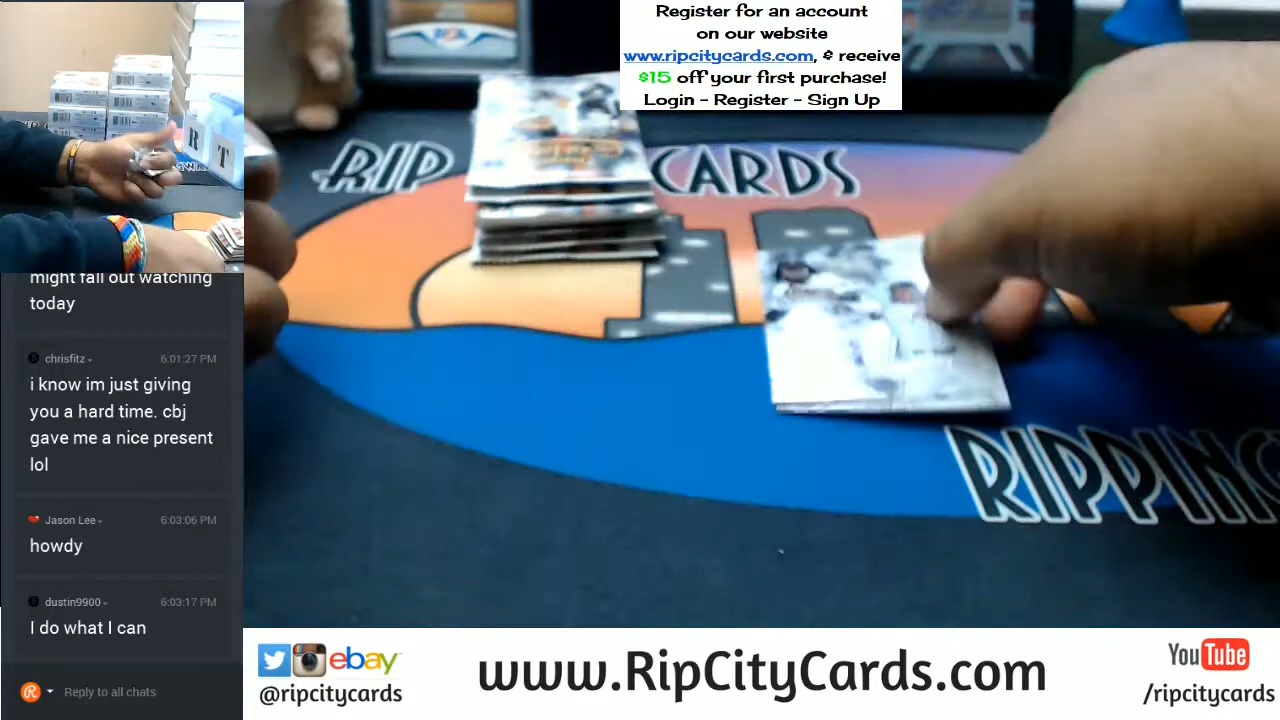 Register for an account
on our website
www.ripcitycards.com, & receive
$15 off your first purchase!
Login - Register - Sign Up
RIP CARDS
R
T
might fall out watching
today
chrisfitz 6:01:27 PM
i know im just giving
you a hard time. cbj
gave me a nice present
lol
Jason Lee 6:03:06 PM
howdy
dustin9900 6:03:17 PM
I do what I can
Reply to all chats
RIPPING
ebay
@ripcitycards
www.RipCityCards.com
YouTube
/ripcitycards